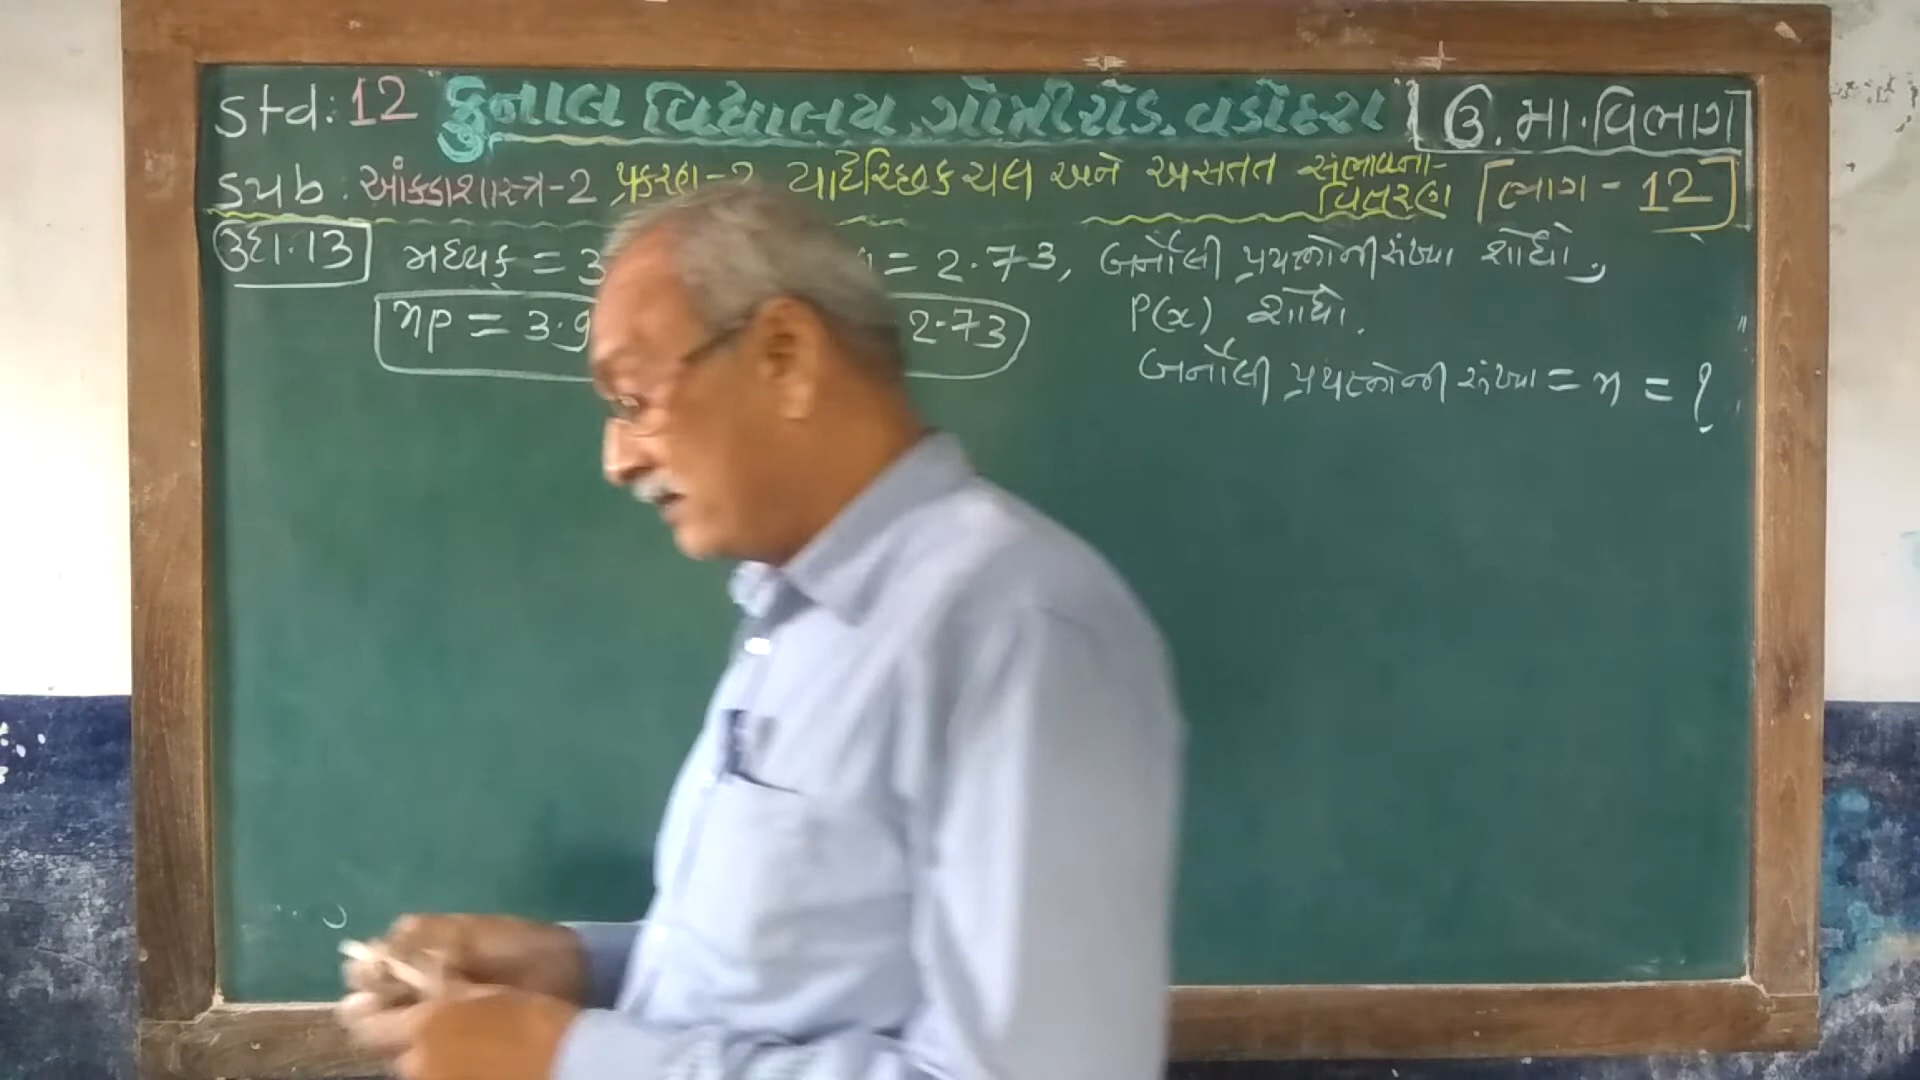 Std: 12 કુનાલ વિદ્યાલય, ગોત્રી રોડ. વડોદરા ઉ. મા. વિભાગ
Sub. આંકડાશાસ્ત્ર-2 પ્રકરણ-2 યાદૈચ્છિક ચલ અને અસતત સંભાવના-વિતરણ ભાગ - 12
ઉદા.13 મધ્યક = 3 = 2.73, બર્નોલી પ્રયત્નોની સંખ્યા શોધો,
np = 3.9 2.73 P(x) શોધો.
બર્નોલી પ્રયત્નોની સંખ્યા = n = ?